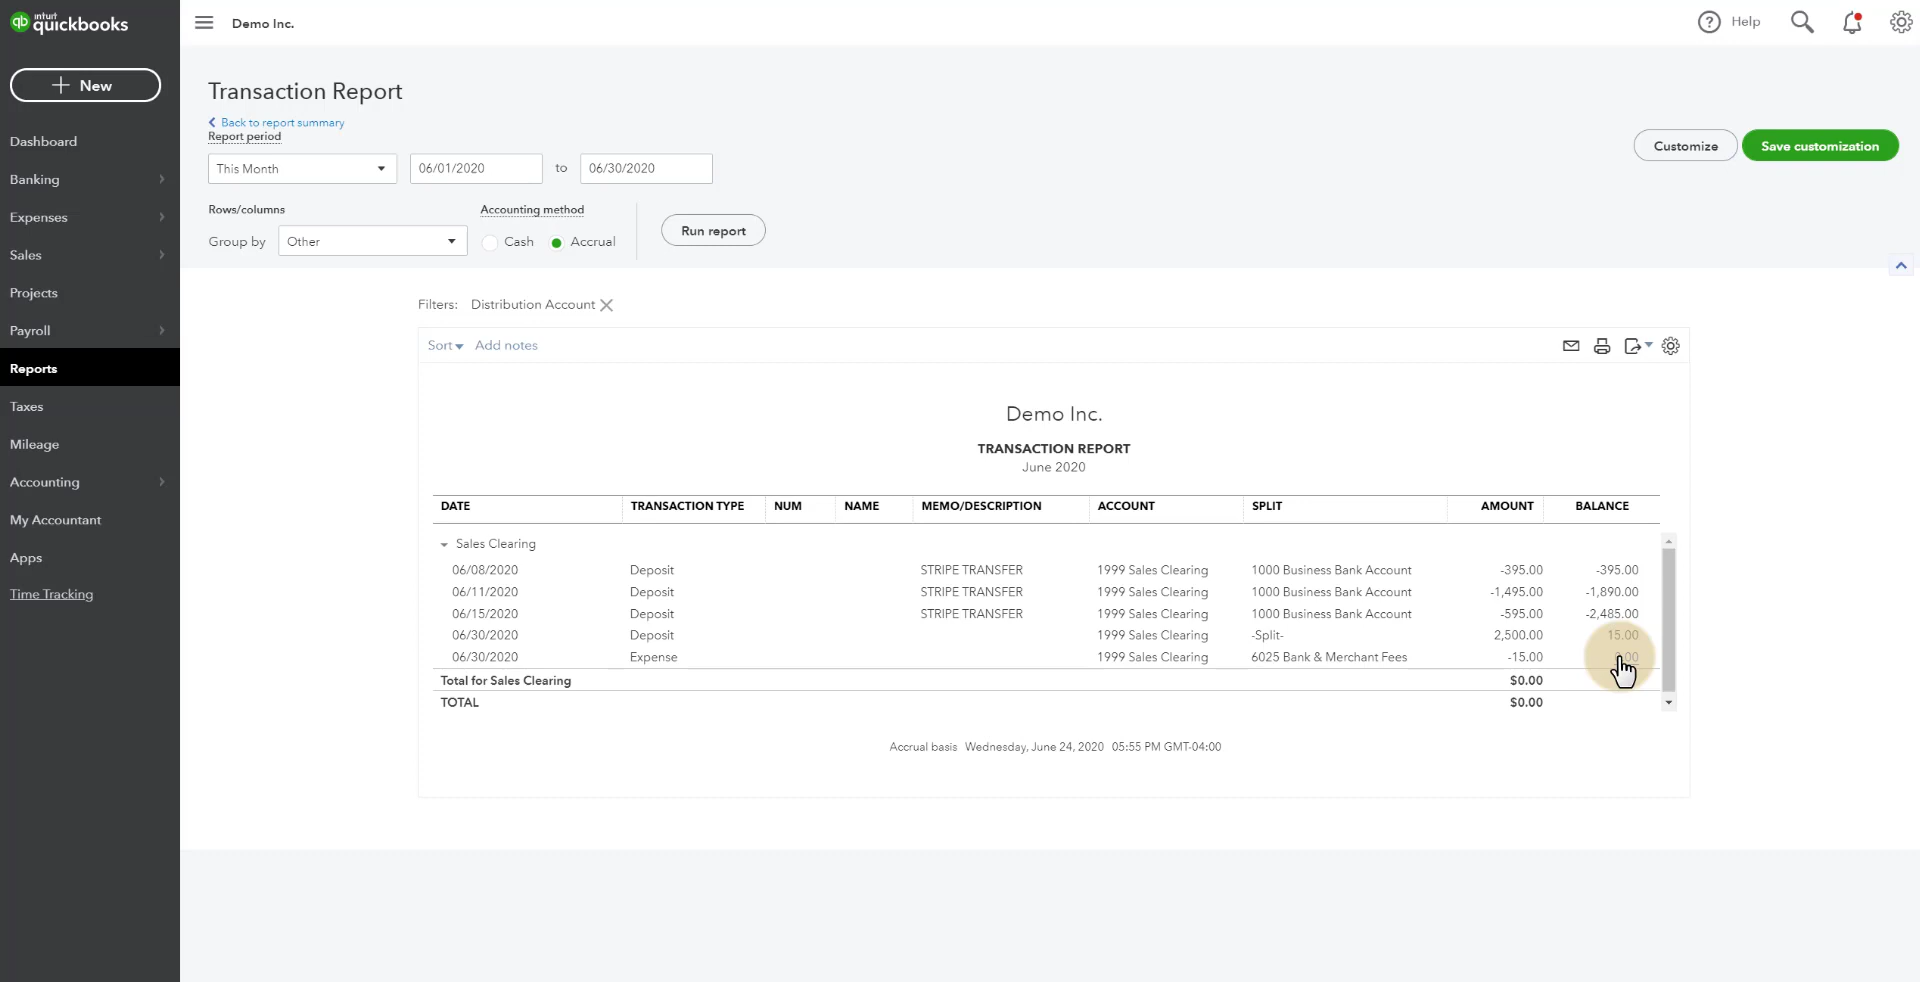 intuit
quickbooks
Demo Inc.
Help
New
Dashboard
Banking
Expenses
Sales
Projects
Payroll
Reports
Taxes
Mileage
Accounting
My Accountant
Apps
Time Tracking
Transaction Report
Back to report summary
Report period
This Month 06/01/2020 to 06/30/2020
Customize Save customization
Rows/columns Accounting method
Group by Other Cash Accrual Run report
Filters: Distribution Account
Sort Add notes
Demo Inc.
TRANSACTION REPORT
June 2020
DATE TRANSACTION TYPE NUM NAME MEMO/DESCRIPTION ACCOUNT SPLIT AMOUNT BALANCE
Sales Clearing
06/08/2020 Deposit STRIPE TRANSFER 1999 Sales Clearing 1000 Business Bank Account -395.00 -395.00
06/11/2020 Deposit STRIPE TRANSFER 1999 Sales Clearing 1000 Business Bank Account -1,495.00 -1,890.00
06/15/2020 Deposit STRIPE TRANSFER 1999 Sales Clearing 1000 Business Bank Account -595.00 -2,485.00
06/30/2020 Deposit 1999 Sales Clearing -Split- 2,500.00 15.00
06/30/2020 Expense 1999 Sales Clearing 6025 Bank & Merchant Fees -15.00
Total for Sales Clearing $0.00
TOTAL $0.00
Accrual basis Wednesday, June 24, 2020 05:55 PM GMT-04:00